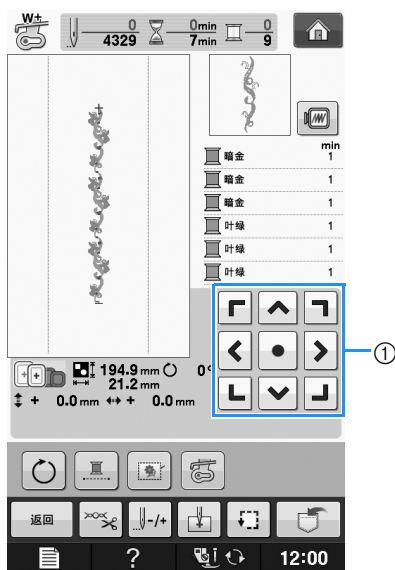 W+
0
4329
0min
7min
0
9
min
暗金 1
暗金 1
暗金 1
叶绿 1
叶绿 1
叶绿 1
①
194.9 mm 0°
21.2 mm
+ 0.0 mm + 0.0 mm
返回
-/+
?
12:00